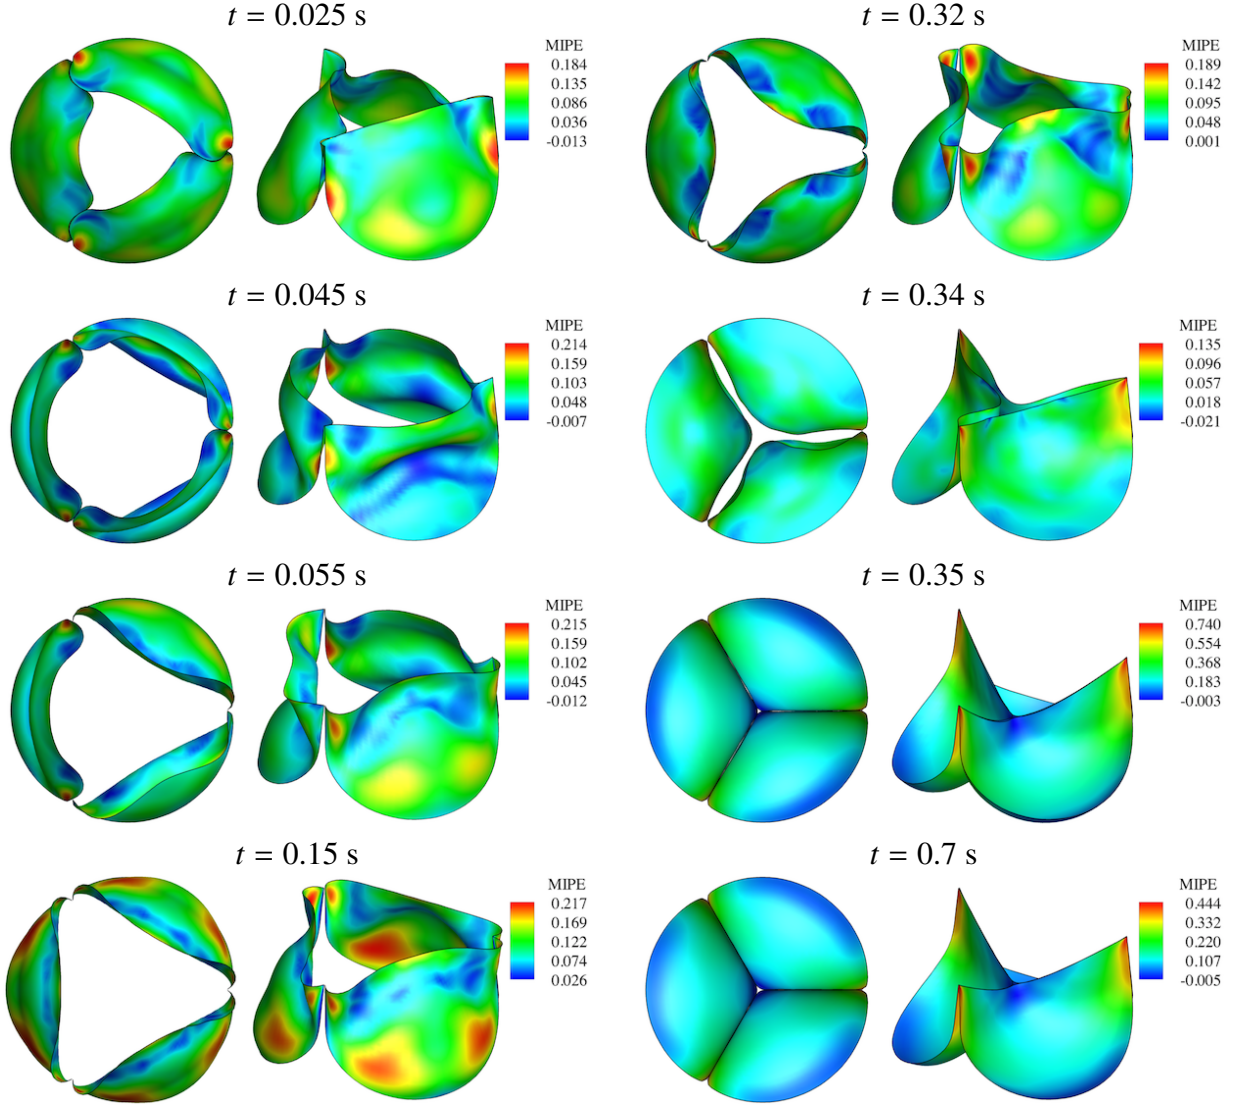 t = 0.025 s
MIPE
0.184
0.135
0.086
0.036
-0.013
t = 0.32 s
MIPE
0.189
0.142
0.095
0.048
0.001
t = 0.045 s
MIPE
0.214
0.159
0.103
0.048
-0.007
t = 0.34 s
MIPE
0.135
0.096
0.057
0.018
-0.021
t = 0.055 s
MIPE
0.215
0.159
0.102
0.045
-0.012
t = 0.35 s
MIPE
0.740
0.554
0.368
0.183
-0.003
t = 0.15 s
MIPE
0.217
0.169
0.122
0.074
0.026
t = 0.7 s
MIPE
0.444
0.332
0.220
0.107
-0.005